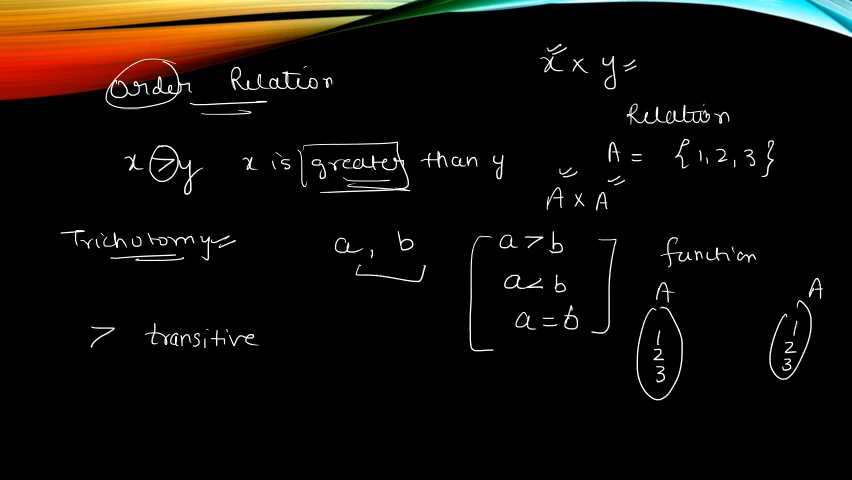 Order Relation
x × y =
Relation
x > y x is greater than y
A = {1, 2, 3}
A × A
Trichotomy
a, b
a > b
a < b
a = b
function
A A
> transitive
1 1
2 2
3 3